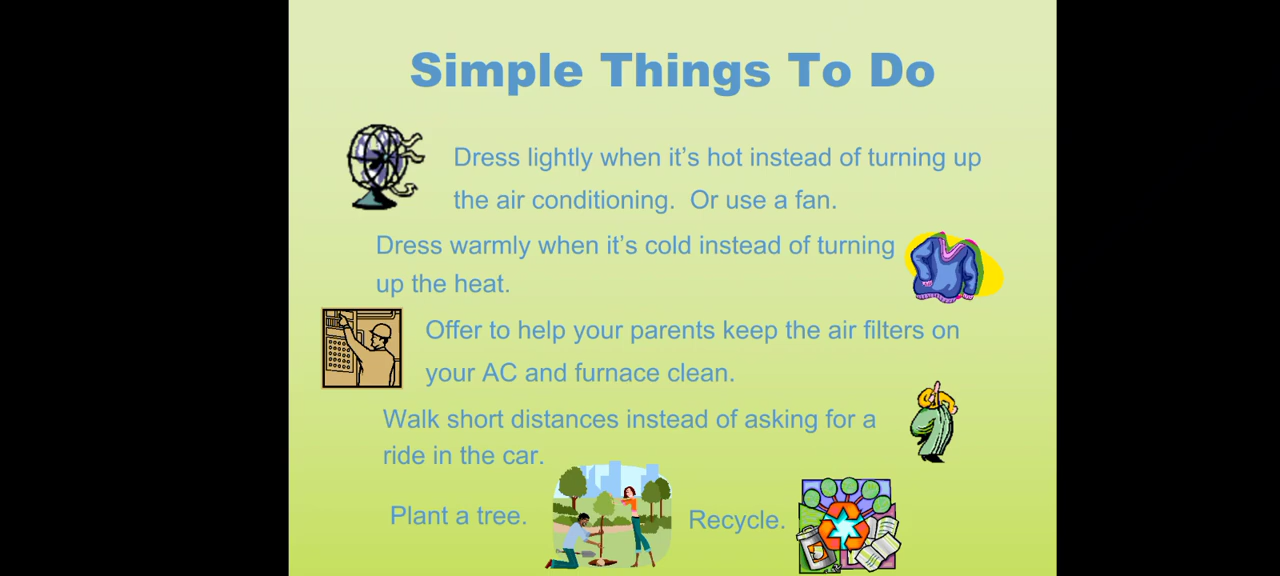 Simple Things To Do
Dress lightly when it's hot instead of turning up
the air conditioning.  Or use a fan.
Dress warmly when it's cold instead of turning
up the heat.
Offer to help your parents keep the air filters on
your AC and furnace clean.
Walk short distances instead of asking for a
ride in the car.
Plant a tree.
Recycle.